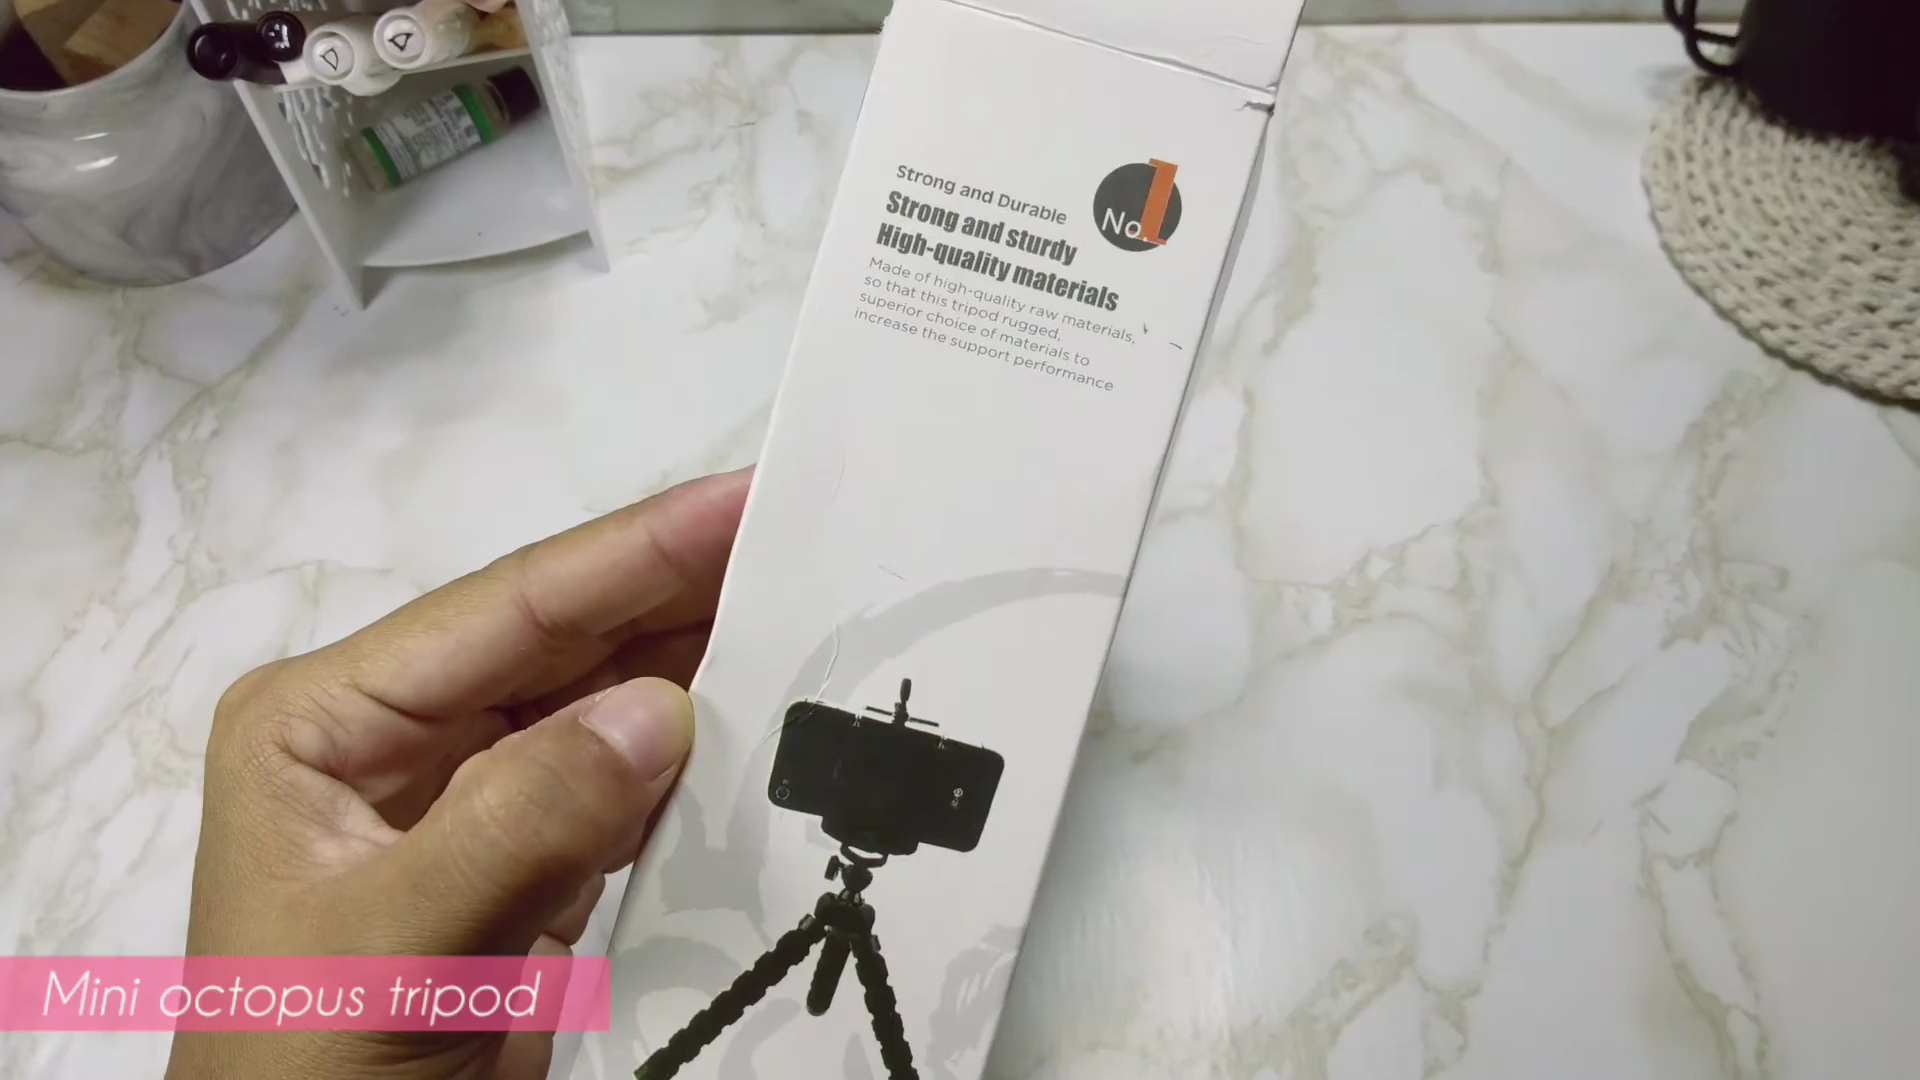 Strong and Durable
Strong and sturdy
High-quality materials
Made of high-quality raw materials,
so that this tripod rugged,
superior choice of materials to
increase the support performance
No.1
Mini octopus tripod